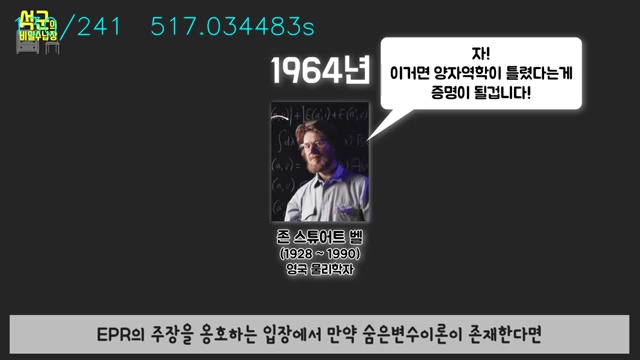 /241 517.034483s
석군의
비밀수납장
1964년
자!
이거면 양자역학이 틀렸다는게
증명이 될겁니다!
존 스튜어트 벨
(1928 ~ 1990)
영국 물리학자
EPR의 주장을 옹호하는 입장에서 만약 숨은변수이론이 존재한다면